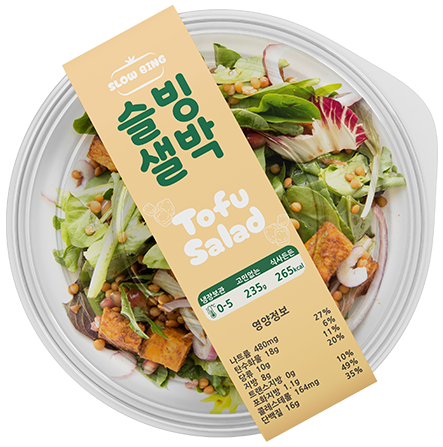 SLOW BING
슬빙
샐박
Tofu
Salad
냉장보관 고민없는 식사든든
0-5 235g 265kcal
영양정보
나트륨 480mg 27%
탄수화물 18g 6%
당류 10g 11%
지방 8g 20%
트랜스지방 0g
포화지방 1.1g 10%
콜레스테롤 164mg 49%
단백질 16g 35%